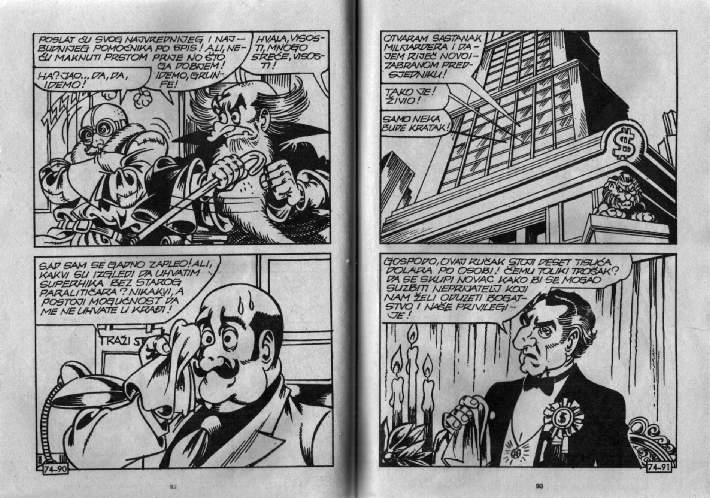 POSLAT ĆU SVOG NAJVREDNIJEG I NAJ-
BUDNIJEG POMOĆNIKA PO SPIS! ALI, NE-
ĆU MAKNUTI PRSTOM PRIJE NO ŠTO
GA DOBIJEM!
IDEMO, GRUN-
FE!
HA? JAO... DA, DA,
IDEMO!
HVALA, VISOS-
TI, MNOGO
SREĆE, VISOS-
TI!
SAD SAM SE GADNO ZAPLEO! ALI,
KAKVI SU IZGLEDI DA UHVATIM
SUPERHIKA BEZ STAROG
PARALITIČARA? NIKAKVI, A
POSTOJI MOGUĆNOST DA
ME NE UHVATE U KRAĐI!
TRAŽI S
74-90
OTVARAM SASTANAK
MILIJARDERA I DA-
JEM RIJEČ NOVOI-
ZABRANOM PRED-
SJEDNIKU!
TAKO JE!
ŽIVIO!
SAMO NEKA
BUDE KRATAK!
$
GOSPODO, OVAJ RUČAK STOJI DESET TISUĆA
DOLARA PO OSOBI! ČEMU TOLIKI TROŠAK?
DA SE SKUPI NOVAC KAKO BI SE MOGAO
SUZBITI NEPRIJATELJ KOJI
NAM ŽELI ODUZETI BOGAT-
STVO I NAŠE PRIVILEGI-
JE!
$
74-91
93